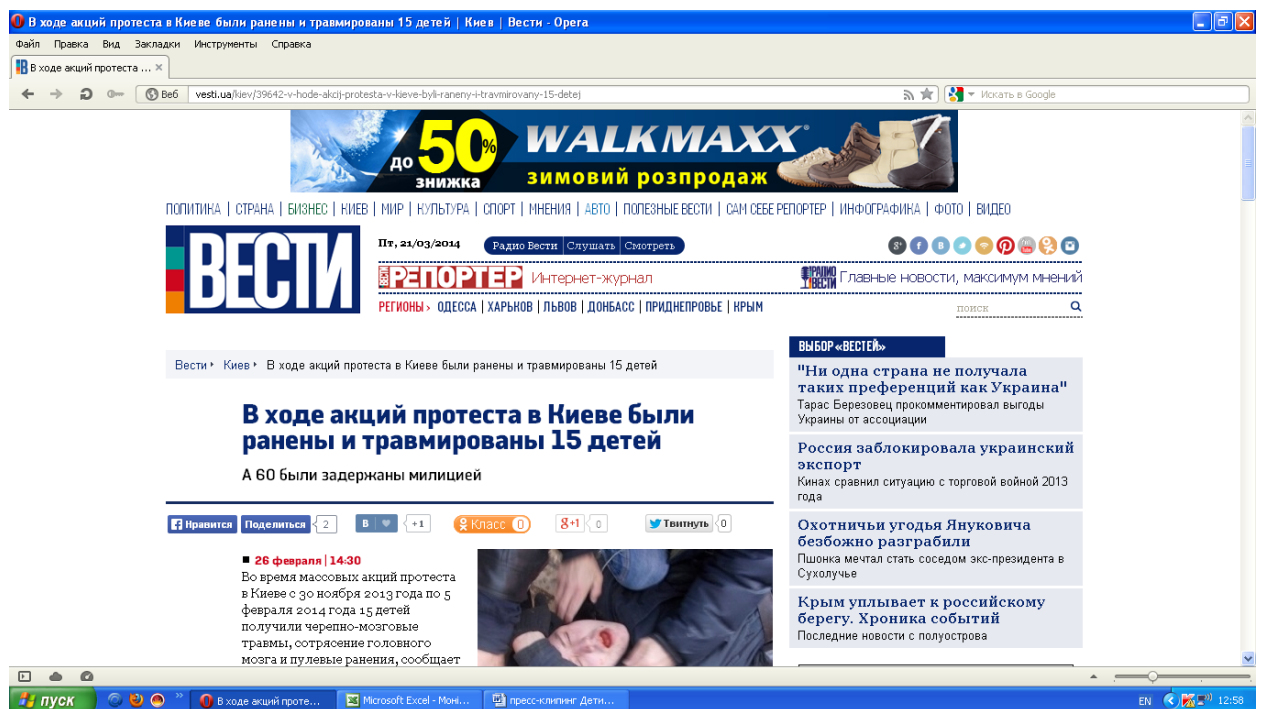 В ходе акций протеста в Киеве были ранены и травмированы 15 детей | Киев | Вести - Opera
Файл Правка Вид Закладки Инструменты Справка
В ходе акций протеста ... ×
Веб vesti.ua/kiev/39642-v-hode-akcij-protesta-v-kieve-byli-raneny-i-travmirovany-15-detej Искать в Google
до 50% знижка
WALKMAXX
зимовий розпродаж
ПОЛИТИКА | СТРАНА | БИЗНЕС | КИЕВ | МИР | КУЛЬТУРА | СПОРТ | МНЕНИЯ | АВТО | ПОЛЕЗНЫЕ ВЕСТИ | САМ СЕБЕ РЕПОРТЕР | ИНФОГРАФИКА | ФОТО | ВИДЕО
ВЕСТИ
Пт, 21/03/2014 Радио Вести | Слушать | Смотреть
ВЕСТИ РЕПОРТЕР Интернет-журнал
РАДИО ВЕСТИ Главные новости, максимум мнений
РЕГИОНЫ › ОДЕССА | ХАРЬКОВ | ЛЬВОВ | ДОНБАСС | ПРИДНЕПРОВЬЕ | КРЫМ
поиск
Вести Киев В ходе акций протеста в Киеве были ранены и травмированы 15 детей
В ходе акций протеста в Киеве были
ранены и травмированы 15 детей
А 60 были задержаны милицией
Нравится Поделиться 2 В +1 Класс 0 g+1 0 Твитнуть 0
26 февраля | 14:30
Во время массовых акций протеста
в Киеве с 30 ноября 2013 года по 5
февраля 2014 года 15 детей
получили черепно-мозговые
травмы, сотрясение головного
мозга и пулевые ранения, сообщает
ВЫБОР «ВЕСТЕЙ»
"Ни одна страна не получала
таких преференций как Украина"
Тарас Березовец прокомментировал выгоды
Украины от ассоциации
Россия заблокировала украинский
экспорт
Кинах сравнил ситуацию с торговой войной 2013
года
Охотничьи угодья Януковича
безбожно разграбили
Пшонка мечтал стать соседом экс-президента в
Сухолучье
Крым уплывает к российскому
берегу. Хроника событий
Последние новости с полуострова
пуск В ходе акций проте... Microsoft Excel - Моні... пресс-клипинг Дети... EN 12:58